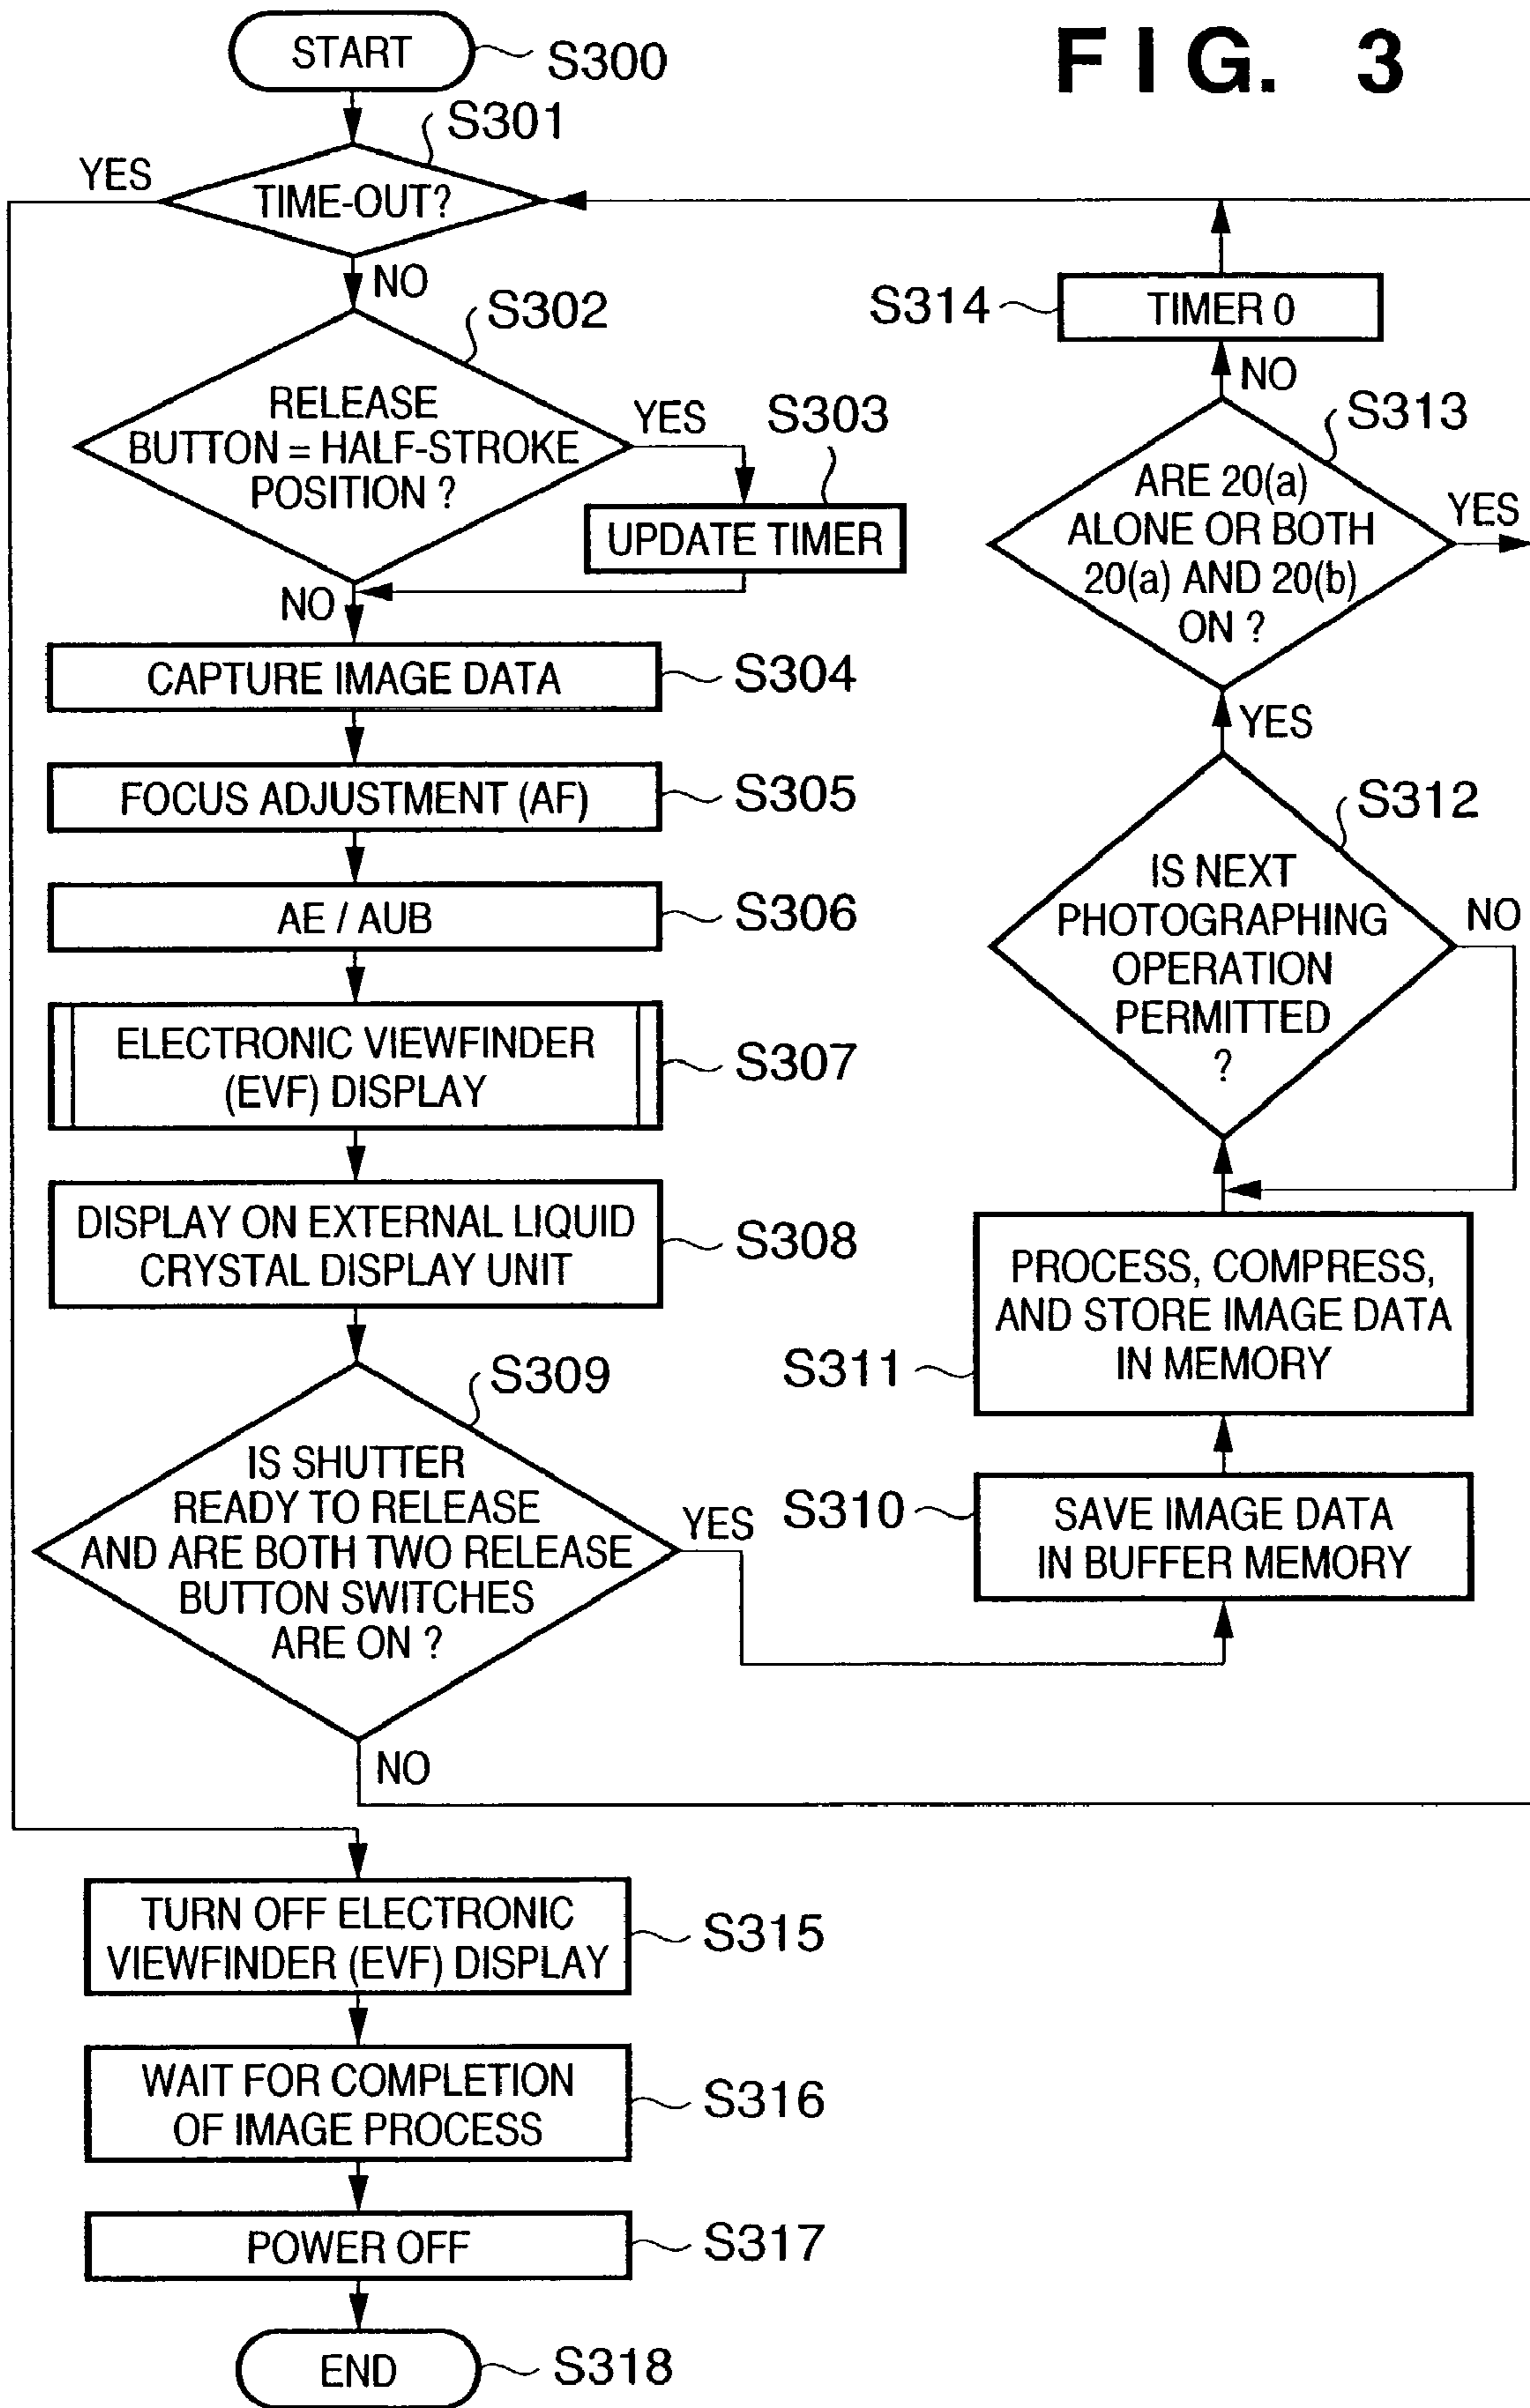 FIG. 3
START
S300
S301
YES
TIME-OUT?
NO
S302
RELEASE
BUTTON = HALF-STROKE
POSITION ?
YES
S303
UPDATE TIMER
NO
CAPTURE IMAGE DATA
S304
FOCUS ADJUSTMENT (AF)
S305
AE / AUB
S306
ELECTRONIC VIEWFINDER
(EVF) DISPLAY
S307
DISPLAY ON EXTERNAL LIQUID
CRYSTAL DISPLAY UNIT
S308
S309
IS SHUTTER
READY TO RELEASE
AND ARE BOTH TWO RELEASE
BUTTON SWITCHES
ARE ON ?
YES
NO
S310
SAVE IMAGE DATA
IN BUFFER MEMORY
S311
PROCESS, COMPRESS,
AND STORE IMAGE DATA
IN MEMORY
S312
IS NEXT
PHOTOGRAPHING
OPERATION
PERMITTED
?
NO
YES
S313
ARE 20(a)
ALONE OR BOTH
20(a) AND 20(b)
ON ?
YES
NO
S314
TIMER 0
TURN OFF ELECTRONIC
VIEWFINDER (EVF) DISPLAY
S315
WAIT FOR COMPLETION
OF IMAGE PROCESS
S316
POWER OFF
S317
END
S318